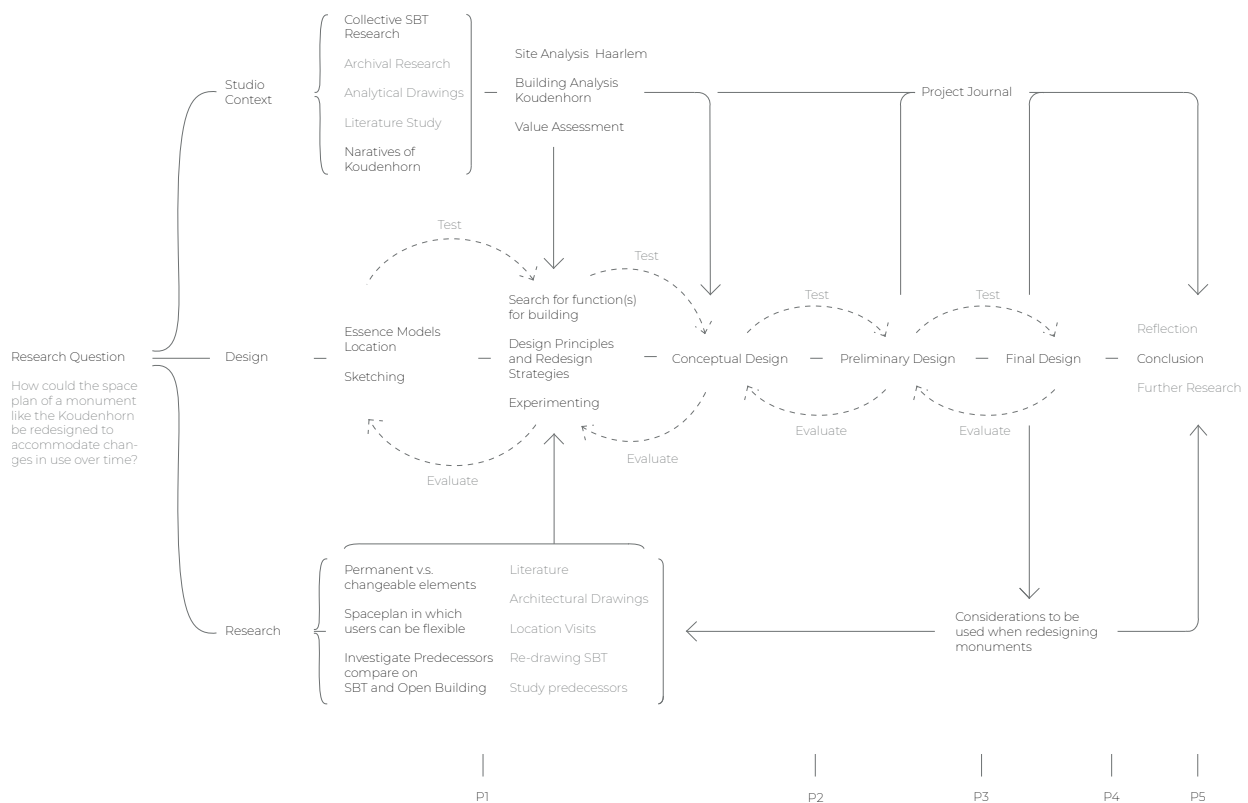 Collective SBT
Research
Archival Research
Analytical Drawings
Literature Study
Naratives of
Koudenhorn
Studio
Context
Site Analysis  Haarlem
Building Analysis
Koudenhorn
Value Assessment
Project Journal
Test
Test
Test
Test
Research Question
How could the space
plan of a monument
like the Koudenhorn
be redesigned to
accommodate chan-
ges in use over time?
Design
Essence Models
Location
Sketching
Search for function(s)
for building
Design Principles
and Redesign
Strategies
Experimenting
Conceptual Design
Preliminary Design
Final Design
Reflection
Conclusion
Further Research
Evaluate
Evaluate
Evaluate
Evaluate
Research
Permanent v.s.
changeable elements
Spaceplan in which
users can be flexible
Investigate Predecessors
compare on
SBT and Open Building
Literature
Architectural Drawings
Location Visits
Re-drawing SBT
Study predecessors
Considerations to be
used when redesigning
monuments
P1
P2
P3
P4
P5